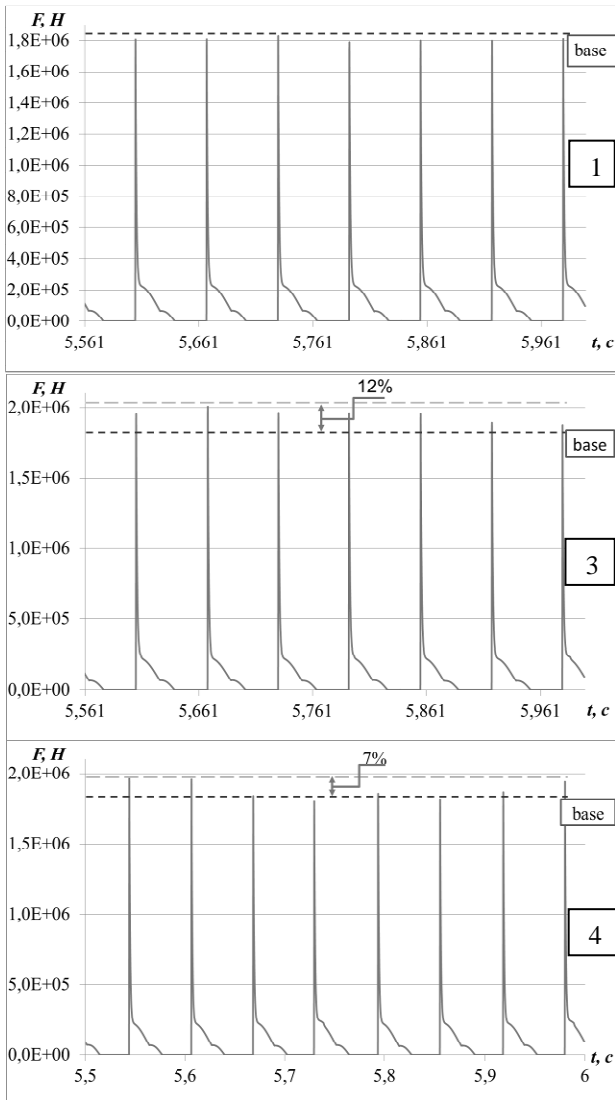 F, H
1,8E+06
base
1,6E+06
1,4E+06
1,2E+06
1
1,0E+06
8,0E+05
6,0E+05
4,0E+05
2,0E+05
0,0E+00
5,561 5,661 5,761 5,861 5,961 t, c
F, H
12%
2,0E+06
base
1,5E+06
1,0E+06
3
5,0E+05
0,0E+00
5,561 5,661 5,761 5,861 5,961 t, c
F, H
7%
2,0E+06
base
1,5E+06
1,0E+06
4
5,0E+05
0,0E+00
5,5 5,6 5,7 5,8 5,9 6
t, c